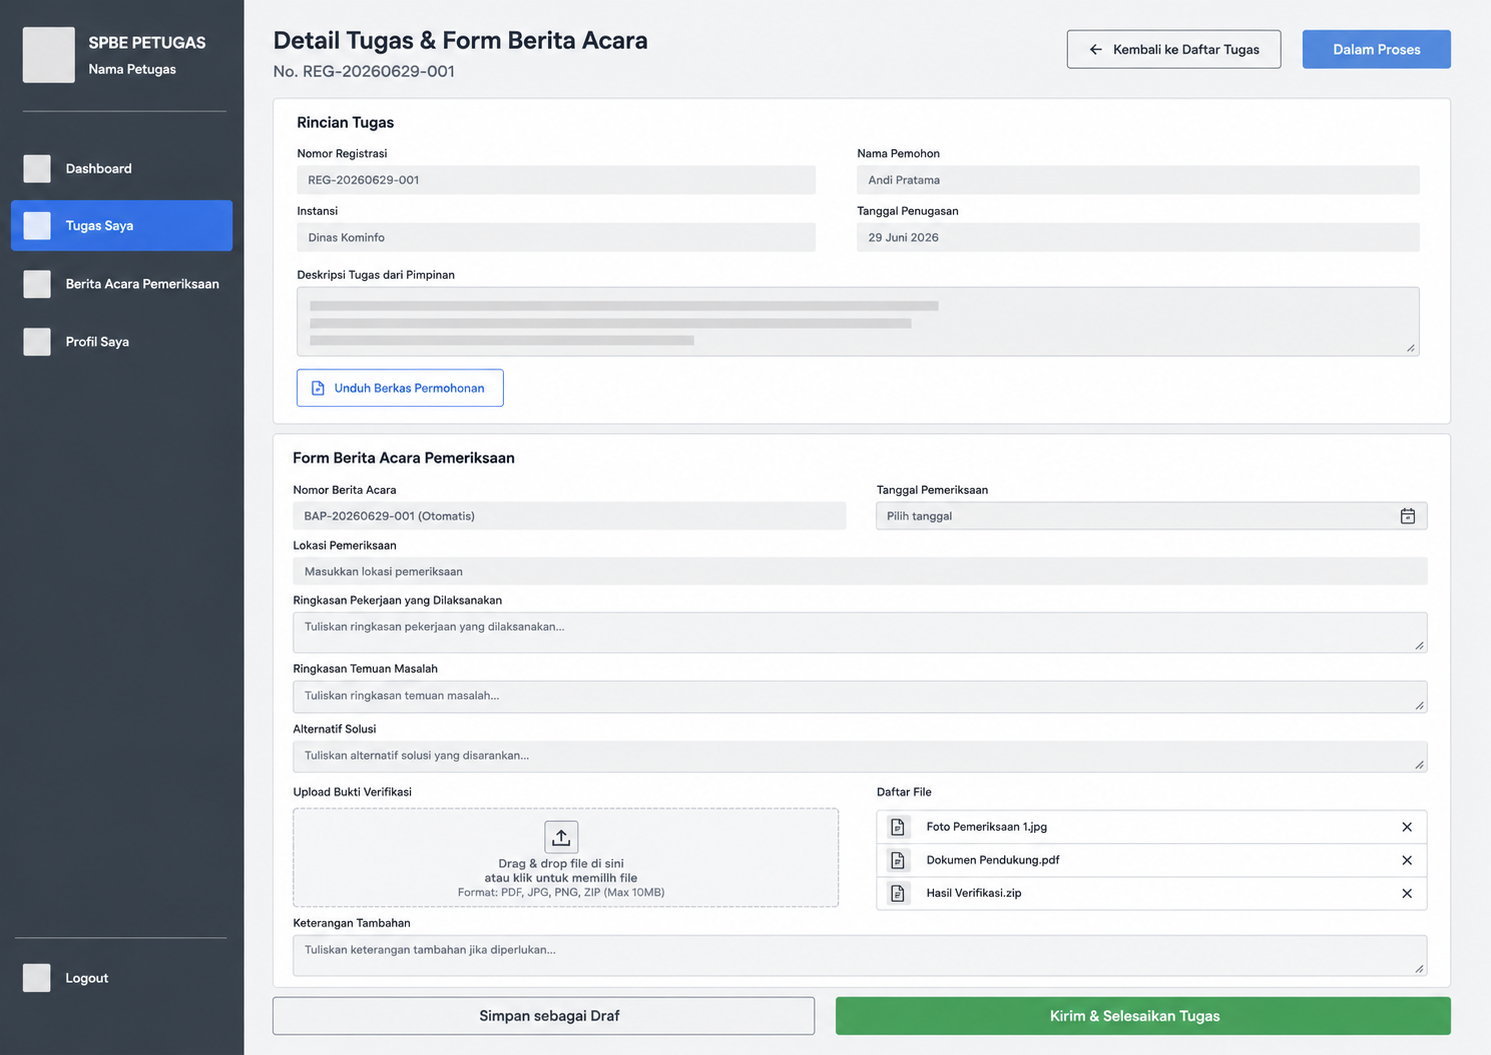 SPBE PETUGAS
Nama Petugas
Dashboard
Tugas Saya
Berita Acara Pemeriksaan
Profil Saya
Logout
Detail Tugas & Form Berita Acara
No. REG-20260629-001
← Kembali ke Daftar Tugas
Dalam Proses
Rincian Tugas
Nomor Registrasi
REG-20260629-001
Nama Pemohon
Andi Pratama
Instansi
Dinas Kominfo
Tanggal Penugasan
29 Juni 2026
Deskripsi Tugas dari Pimpinan
Unduh Berkas Permohonan
Form Berita Acara Pemeriksaan
Nomor Berita Acara
BAP-20260629-001 (Otomatis)
Tanggal Pemeriksaan
Pilih tanggal
Lokasi Pemeriksaan
Masukkan lokasi pemeriksaan
Ringkasan Pekerjaan yang Dilaksanakan
Tuliskan ringkasan pekerjaan yang dilaksanakan...
Ringkasan Temuan Masalah
Tuliskan ringkasan temuan masalah...
Alternatif Solusi
Tuliskan alternatif solusi yang disarankan...
Upload Bukti Verifikasi
Drag & drop file di sini
atau klik untuk memillh file
Format: PDF, JPG, PNG, ZIP (Max 10MB)
Daftar File
Foto Pemeriksaan 1.jpg
Dokumen Pendukung.pdf
Hasil Verifikasi.zip
Keterangan Tambahan
Tuliskan keterangan tambahan jika diperlukan...
Simpan sebagai Draf
Kirim & Selesaikan Tugas